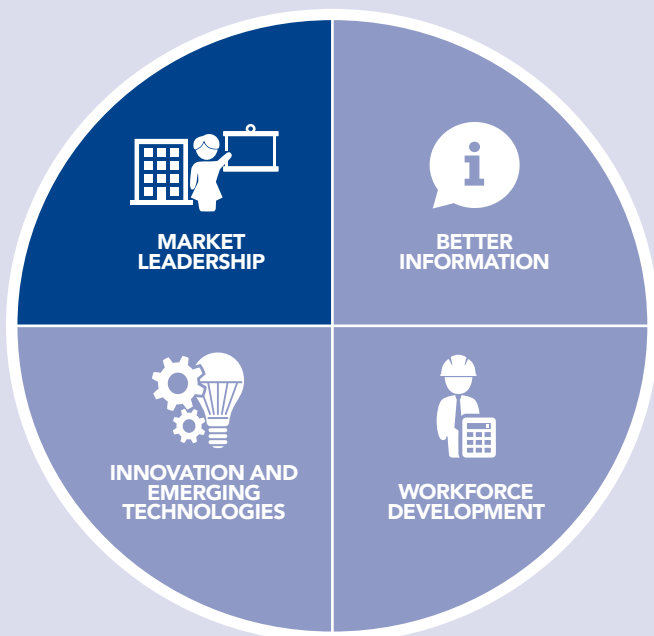 MARKET
LEADERSHIP
BETTER
INFORMATION
INNOVATION AND
EMERGING
TECHNOLOGIES
WORKFORCE
DEVELOPMENT